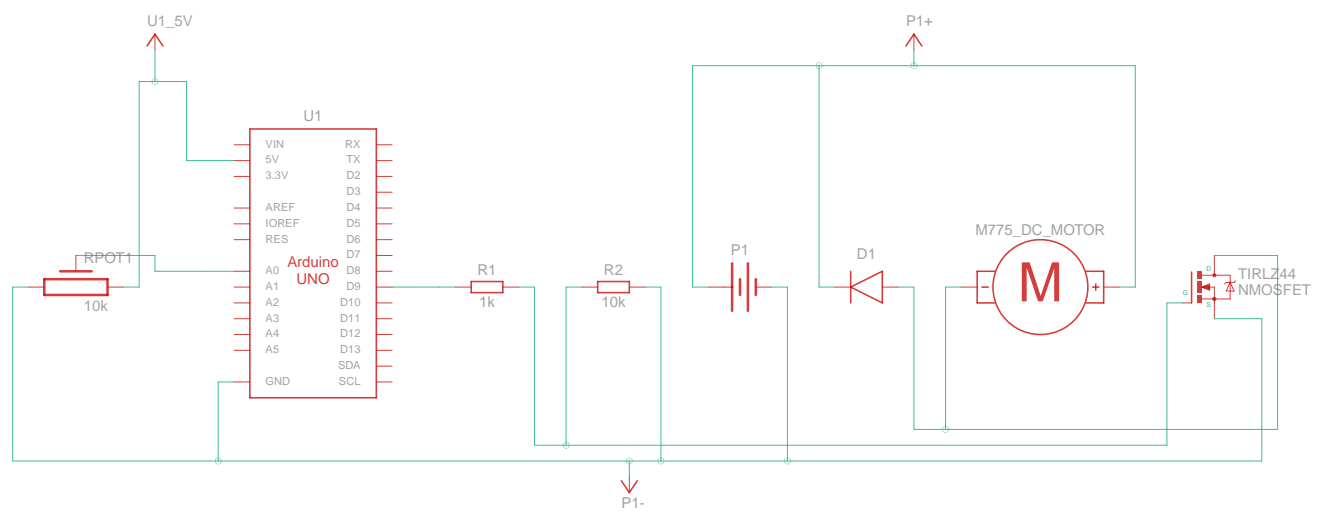 U1_5V
P1+
U1
VIN
RX
5V
TX
3.3V
D2
D3
AREF
D4
IOREF
D5
RES
D6
D7
A0
D8
A1
D9
A2
D10
A3
D11
A4
D12
A5
D13
SDA
GND
SCL
Arduino
UNO
RPOT1
10k
R1
1k
R2
10k
P1
D1
M775_DC_MOTOR
-
M
+
D
G
S
TIRLZ44
NMOSFET
P1-